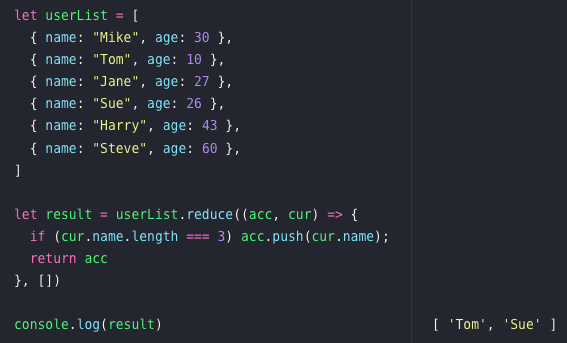 let userList = [
  { name: "Mike", age: 30 },
  { name: "Tom", age: 10 },
  { name: "Jane", age: 27 },
  { name: "Sue", age: 26 },
  { name: "Harry", age: 43 },
  { name: "Steve", age: 60 },
]

let result = userList.reduce((acc, cur) => {
  if (cur.name.length === 3) acc.push(cur.name);
  return acc
}, [])

console.log(result)
[ 'Tom', 'Sue' ]